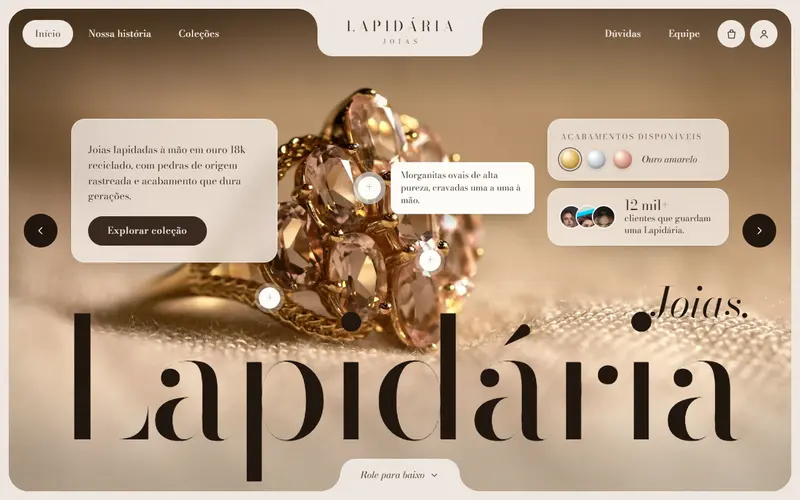 Início
Nossa história
Coleções
LAPIDÁRIA
JOIAS
Dúvidas
Equipe
Joias lapidadas à mão em ouro 18k
reciclado, com pedras de origem
rastreada e acabamento que dura
gerações.
Explorar coleção
Morganitas ovais de alta
pureza, cravadas uma a uma à
mão.
ACABAMENTOS DISPONÍVEIS
Ouro amarelo
12 mil+
clientes que guardam
uma Lapidária.
Joias.
Lapidária
Role para baixo